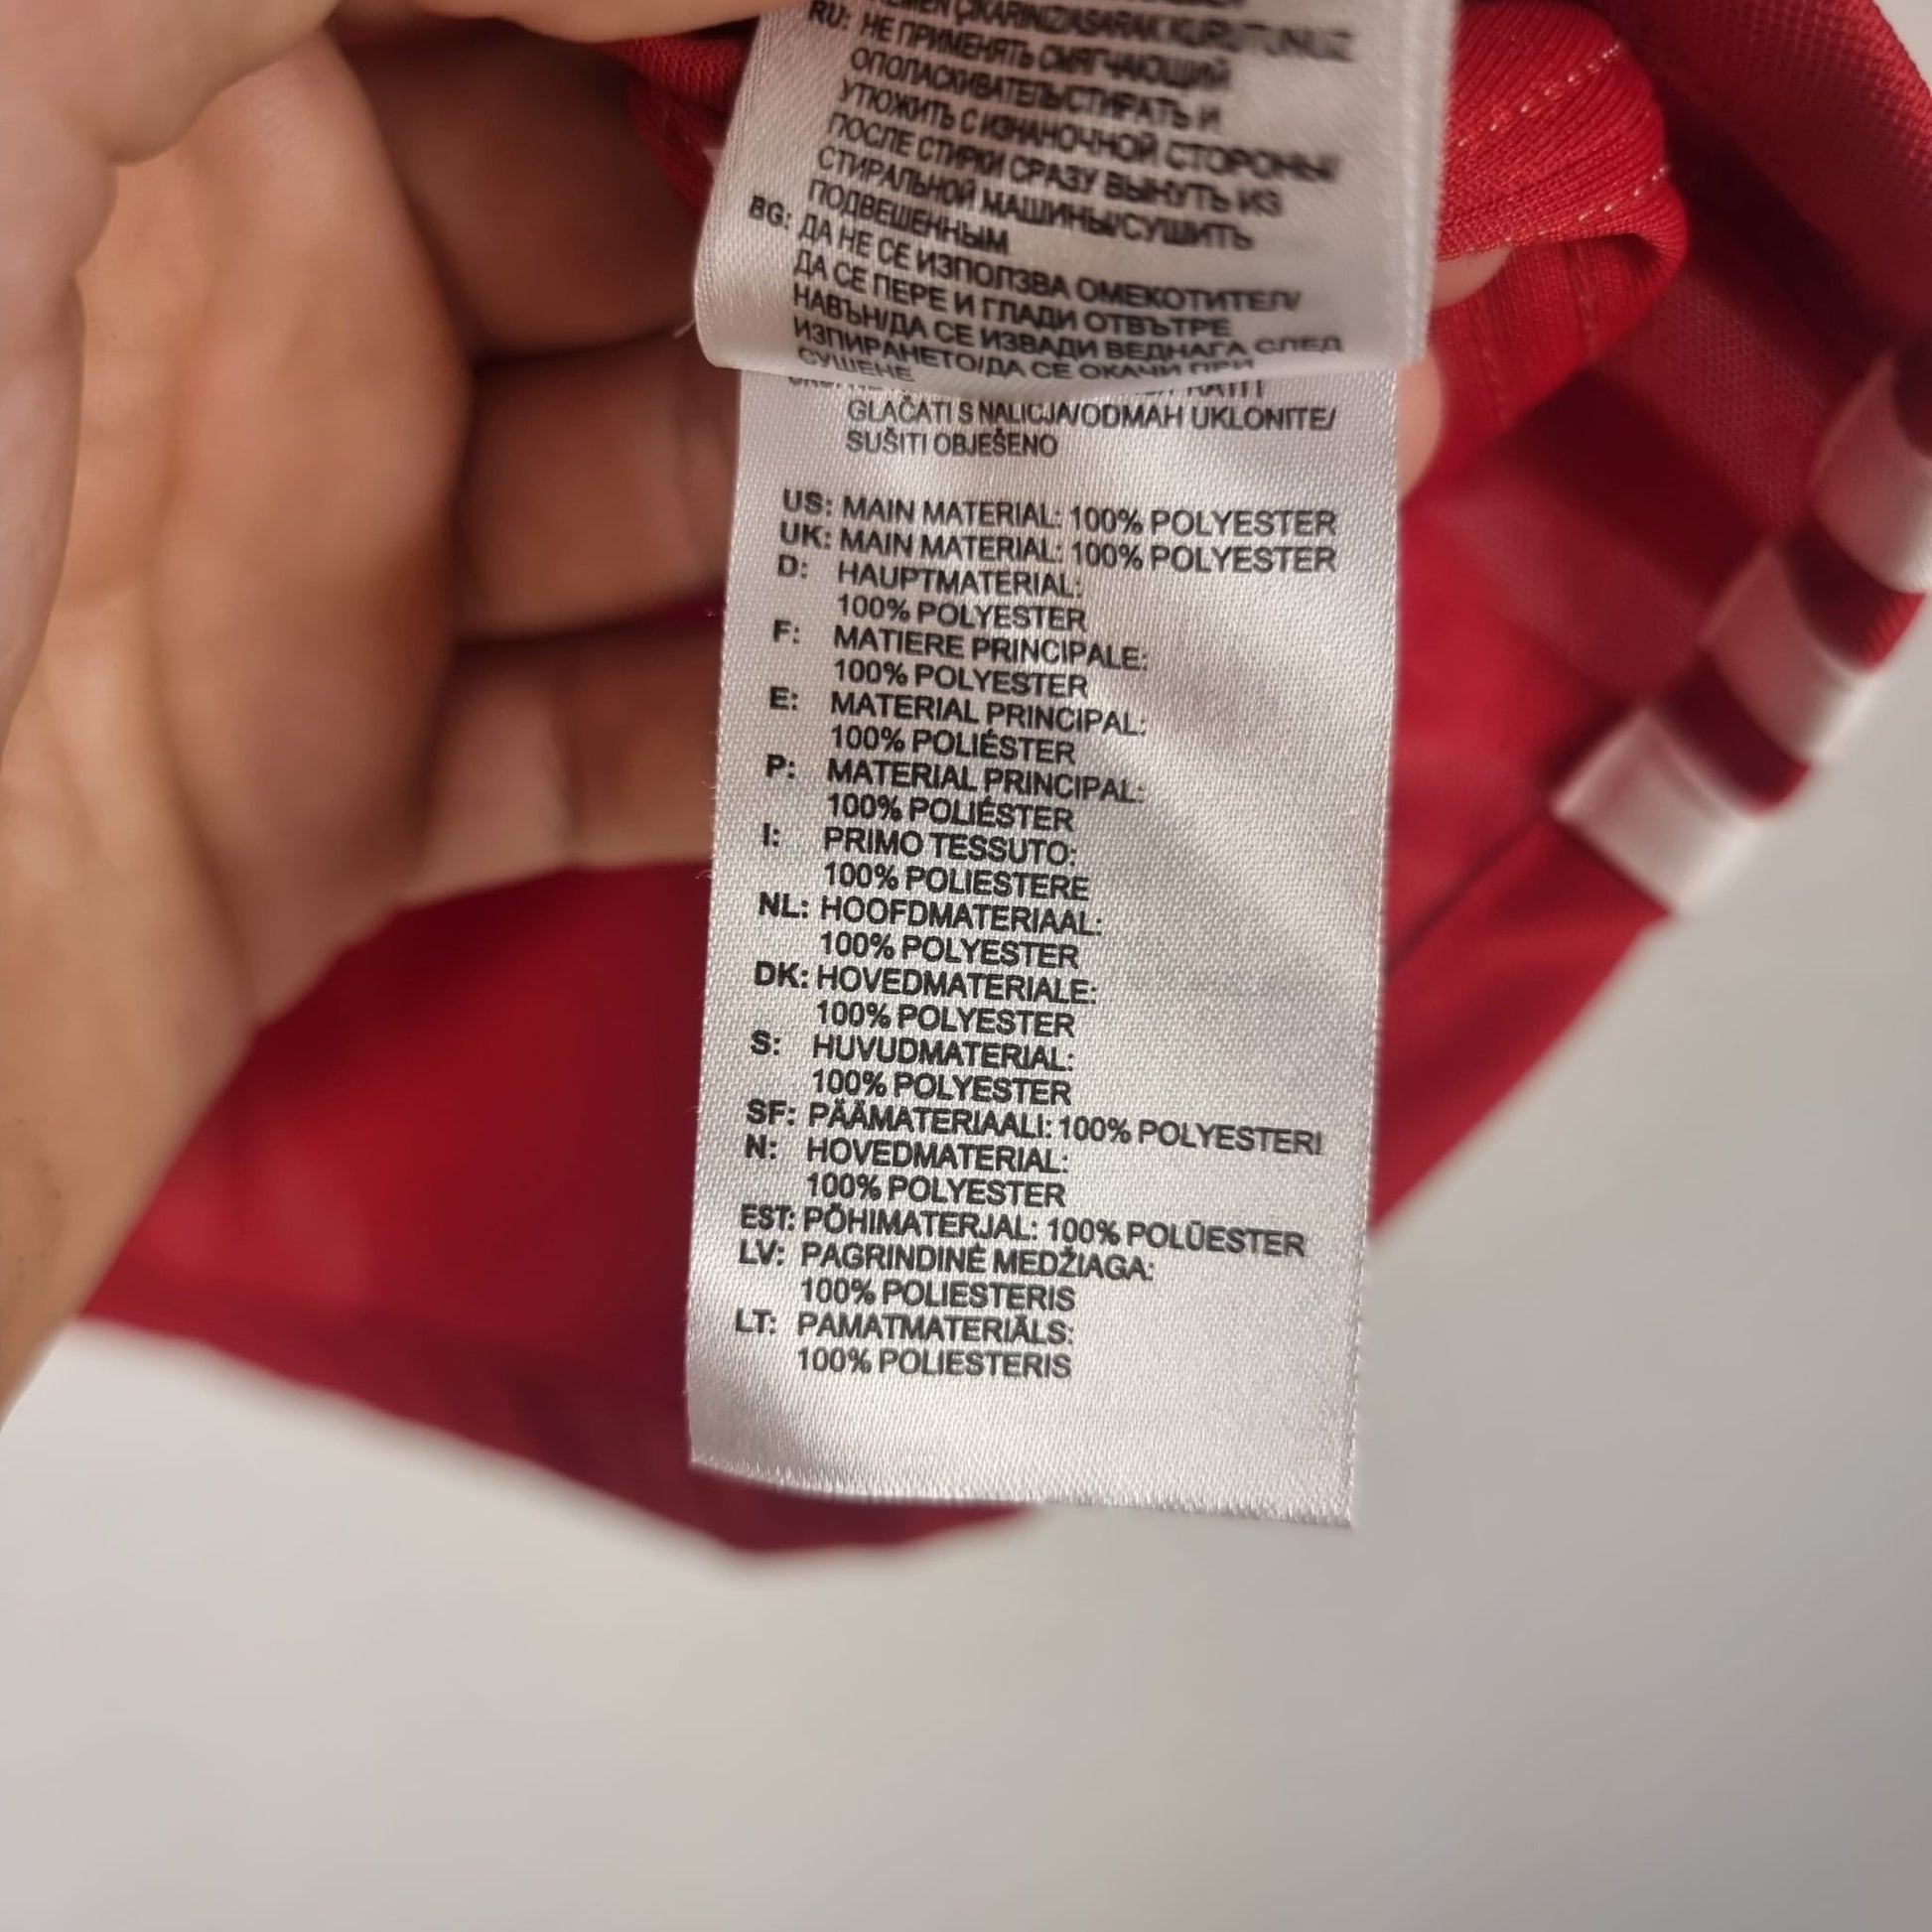 RU: НЕ ПРИМЕНЯТЬ СМЯГЧАЮЩИЙ
ОПОЛАСКИВАТЕЛЬ/СТИРАТЬ И
УТЮЖИТЬ С ИЗНАНОЧНОЙ СТОРОНЫ/
ПОСЛЕ СТИРКИ СРАЗУ ВЫНУТЬ ИЗ
СТИРАЛЬНОЙ МАШИНЫ/СУШИТЬ
ПОДВЕШЕННЫМ
BG: ДА НЕ СЕ ИЗПОЛЗВА ОМЕКОТИТЕЛ/
ДА СЕ ПЕРЕ И ГЛАДИ ОТВЪТРЕ
НАВЪН/ДА СЕ ИЗВАДИ ВЕДНАГА СЛЕД
ИЗПИРАНЕТО/ДА СЕ ОКАЧИ ПРИ
СУШЕНЕ
GLAČATI S NALICJA/ODMAH UKLONITE/
SUŠITI OBJEŠENO
US: MAIN MATERIAL: 100% POLYESTER
UK: MAIN MATERIAL: 100% POLYESTER
D: HAUPTMATERIAL:
100% POLYESTER
F: MATIERE PRINCIPALE:
100% POLYESTER
E: MATERIAL PRINCIPAL:
100% POLIÉSTER
P: MATERIAL PRINCIPAL:
100% POLIÉSTER
I: PRIMO TESSUTO:
100% POLIESTERE
NL: HOOFDMATERIAAL:
100% POLYESTER
DK: HOVEDMATERIALE:
100% POLYESTER
S: HUVUDMATERIAL:
100% POLYESTER
SF: PÄÄMATERIAALI: 100% POLYESTERI
N: HOVEDMATERIAL:
100% POLYESTER
EST: PÕHIMATERJAL: 100% POLÜESTER
LV: PAGRINDINĖ MEDŽIAGA:
100% POLIESTERIS
LT: PAMATMATERIĀLS:
100% POLIESTERIS